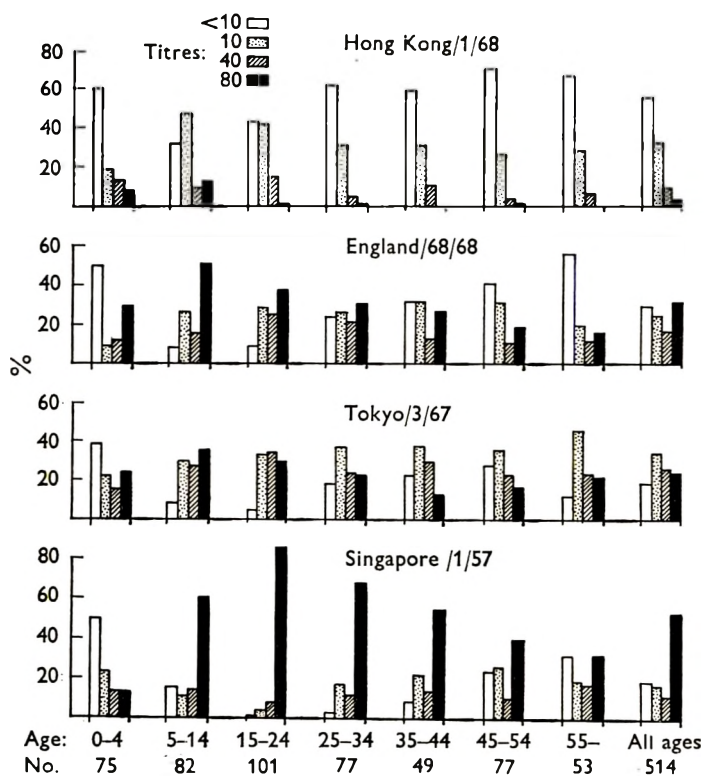 <10
Titres: 10
40
80
Hong Kong/1/68
80
60
40
20
England/68/68
60
40
20
%
Tokyo/3/67
60
40
20
Singapore /1/57
80
60
40
20
Age: 0–4 5–14 15–24 25–34 35–44 45–54 55– All ages
No. 75 82 101 77 49 77 53 514